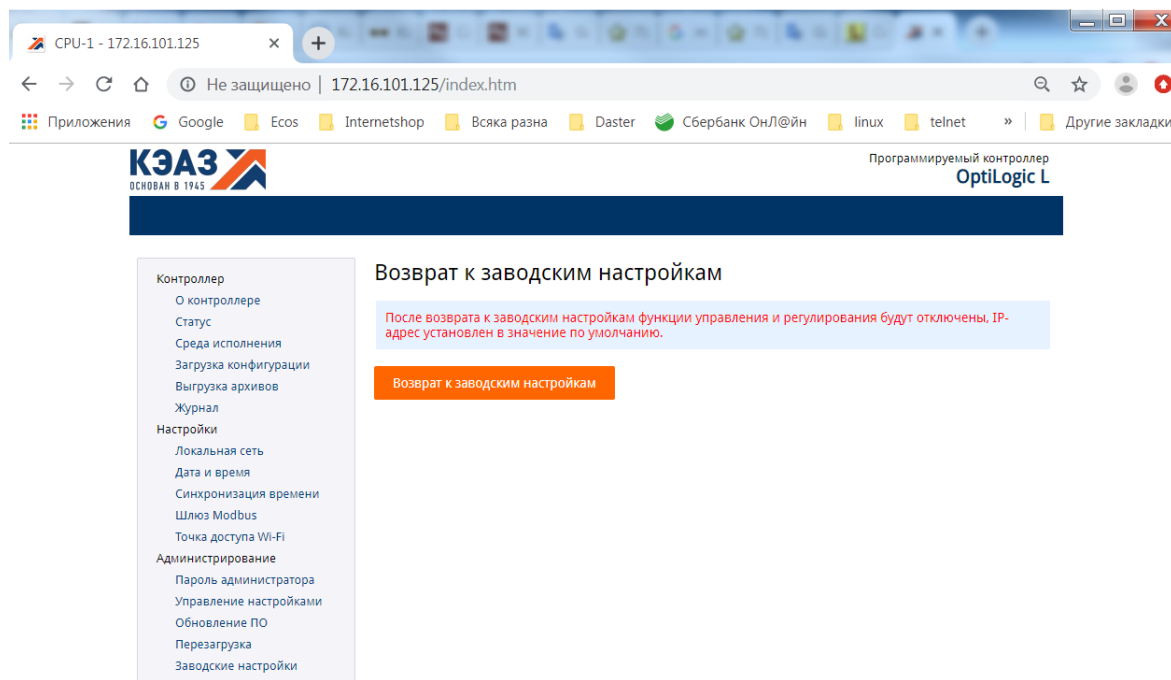 CPU-1 - 172.16.101.125
Не защищено | 172.16.101.125/index.htm
Приложения Google Ecos Internetshop Всяка разна Daster Сбербанк ОнЛ@йн linux telnet » Другие закладки
КЭАЗ
ОСНОВАН В 1945
Программируемый контроллер
OptiLogic L
Контроллер
О контроллере
Статус
Среда исполнения
Загрузка конфигурации
Выгрузка архивов
Журнал
Настройки
Локальная сеть
Дата и время
Синхронизация времени
Шлюз Modbus
Точка доступа Wi-Fi
Администрирование
Пароль администратора
Управление настройками
Обновление ПО
Перезагрузка
Заводские настройки
Возврат к заводским настройкам
После возврата к заводским настройкам функции управления и регулирования будут отключены, IP-
адрес установлен в значение по умолчанию.
Возврат к заводским настройкам